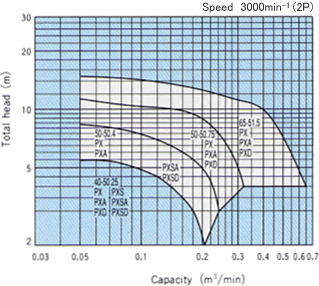 Speed 3000min⁻¹ (2P)
Total head (m)
30
20
10
5
2
50-50.4
PX
PXA
50-50.75
PX
PXA
PXD
65-51.5
PX
PXA
PXD
PXSA
PXSD
40-50.25
PX PXS
PXA PXSA
PXD PXSD
0.03 0.05 0.1 0.2 0.3 0.4 0.5 0.6 0.7
Capacity (m³/min)